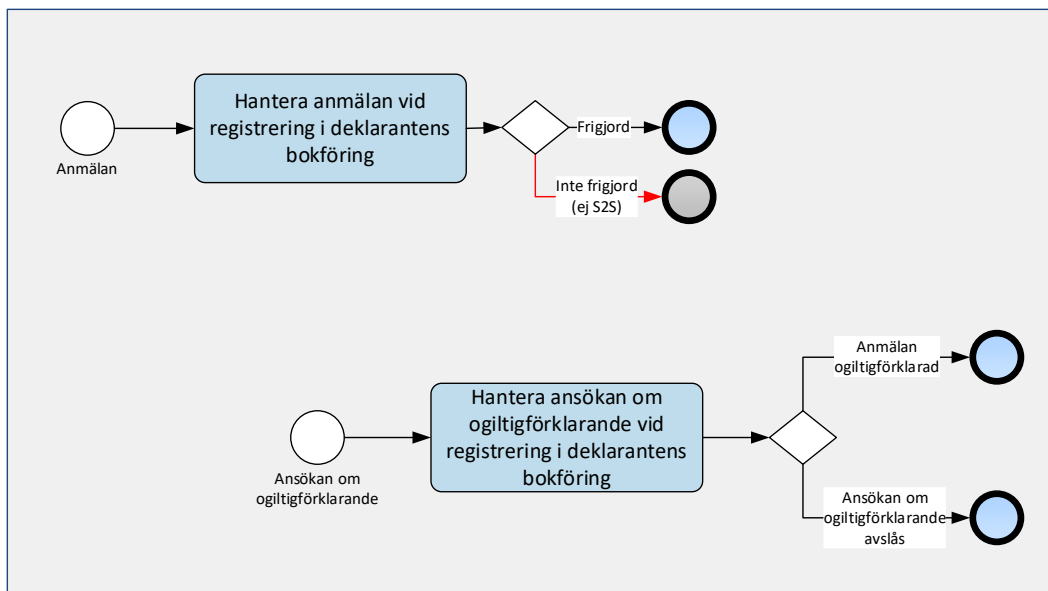 Anmälan
Hantera anmälan vid
registrering i deklarantens
bokföring
Frigjord
Inte frigjord
(ej S2S)
Ansökan om
ogiltigförklarande
Hantera ansökan om
ogiltigförklarande vid
registrering i deklarantens
bokföring
Anmälan
ogiltigförklarad
Ansökan om
ogiltigförklarande
avslås